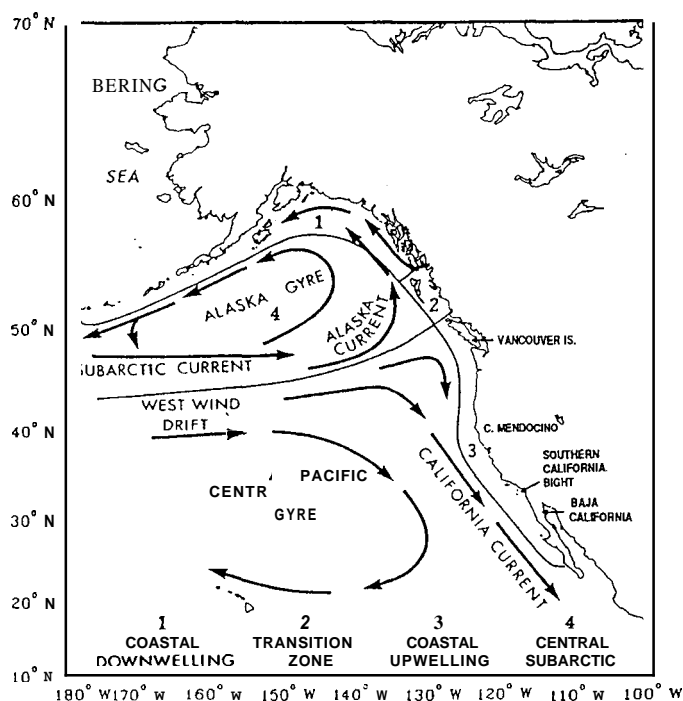 70° N
BERING
SEA
60° N
1
ALASKA GYRE
4
ALASKA
CURRENT
2
50° N
VANCOUVER IS.
SUBARCTIC CURRENT
WEST WIND
DRIFT
40° N
C. MENDOCINO
3
SOUTHERN
CALIFORNIA
BIGHT
PACIFIC
CENTR
GYRE
CALIFORNIA CURRENT
BAJA
CALIFORNIA
30° N
20° N
1 2 3 4
COASTAL TRANSITION COASTAL CENTRAL
DOWNWELLING ZONE UPWELLING SUBARCTIC
10° N
180° W 170° W 160° W 150° W 140° W 130° W 120° W 110° W 100° W